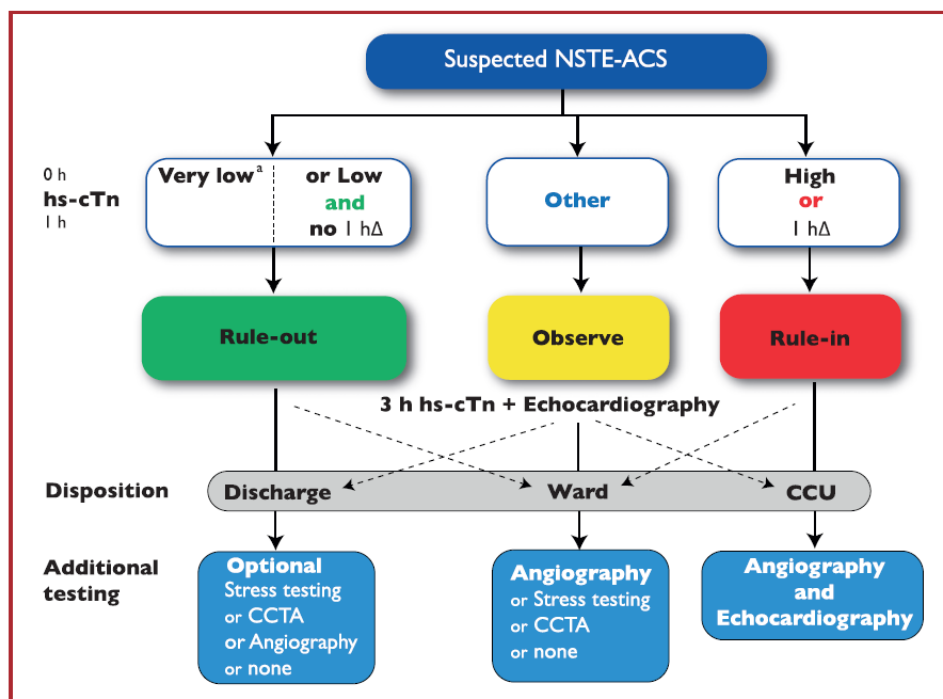 Suspected NSTE-ACS
0 h
hs-cTn
1 h
Very low a
or Low
and
no 1 hΔ
Other
High
or
1 hΔ
Rule-out
Observe
Rule-in
3 h hs-cTn + Echocardiography
Disposition
Discharge
Ward
CCU
Additional
testing
Optional
Stress testing
or CCTA
or Angiography
or none
Angiography
or Stress testing
or CCTA
or none
Angiography
and
Echocardiography